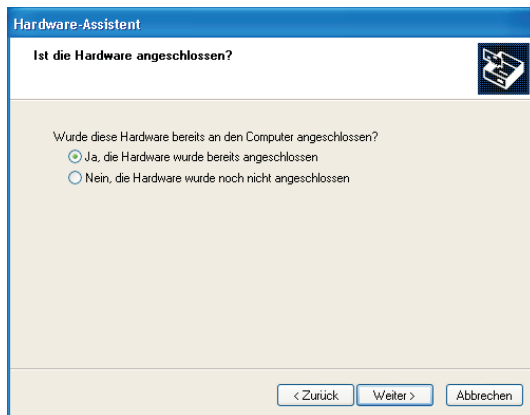 Hardware-Assistent
Ist die Hardware angeschlossen?
Wurde diese Hardware bereits an den Computer angeschlossen?
Ja, die Hardware wurde bereits angeschlossen
Nein, die Hardware wurde noch nicht angeschlossen
< Zurück Weiter > Abbrechen